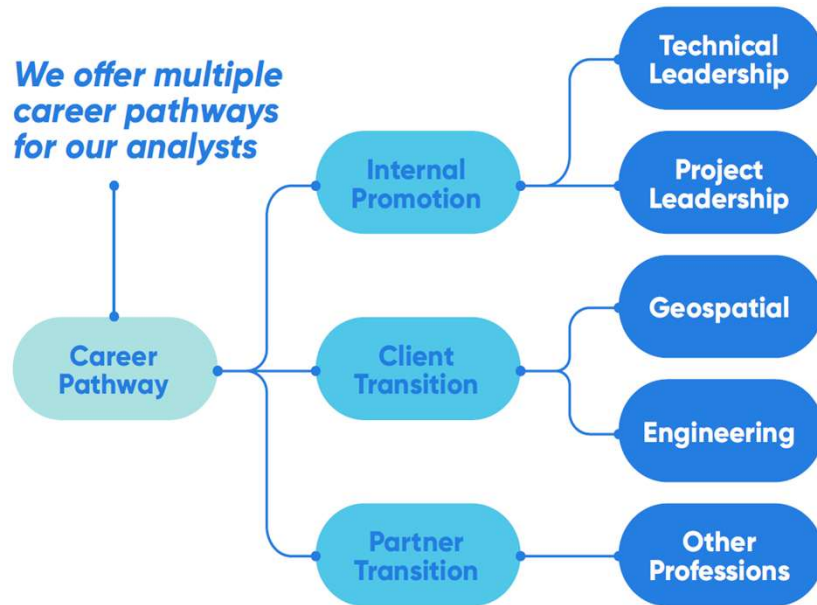 We offer multiple
career pathways
for our analysts
Career
Pathway
Internal
Promotion
Client
Transition
Partner
Transition
Technical
Leadership
Project
Leadership
Geospatial
Engineering
Other
Professions